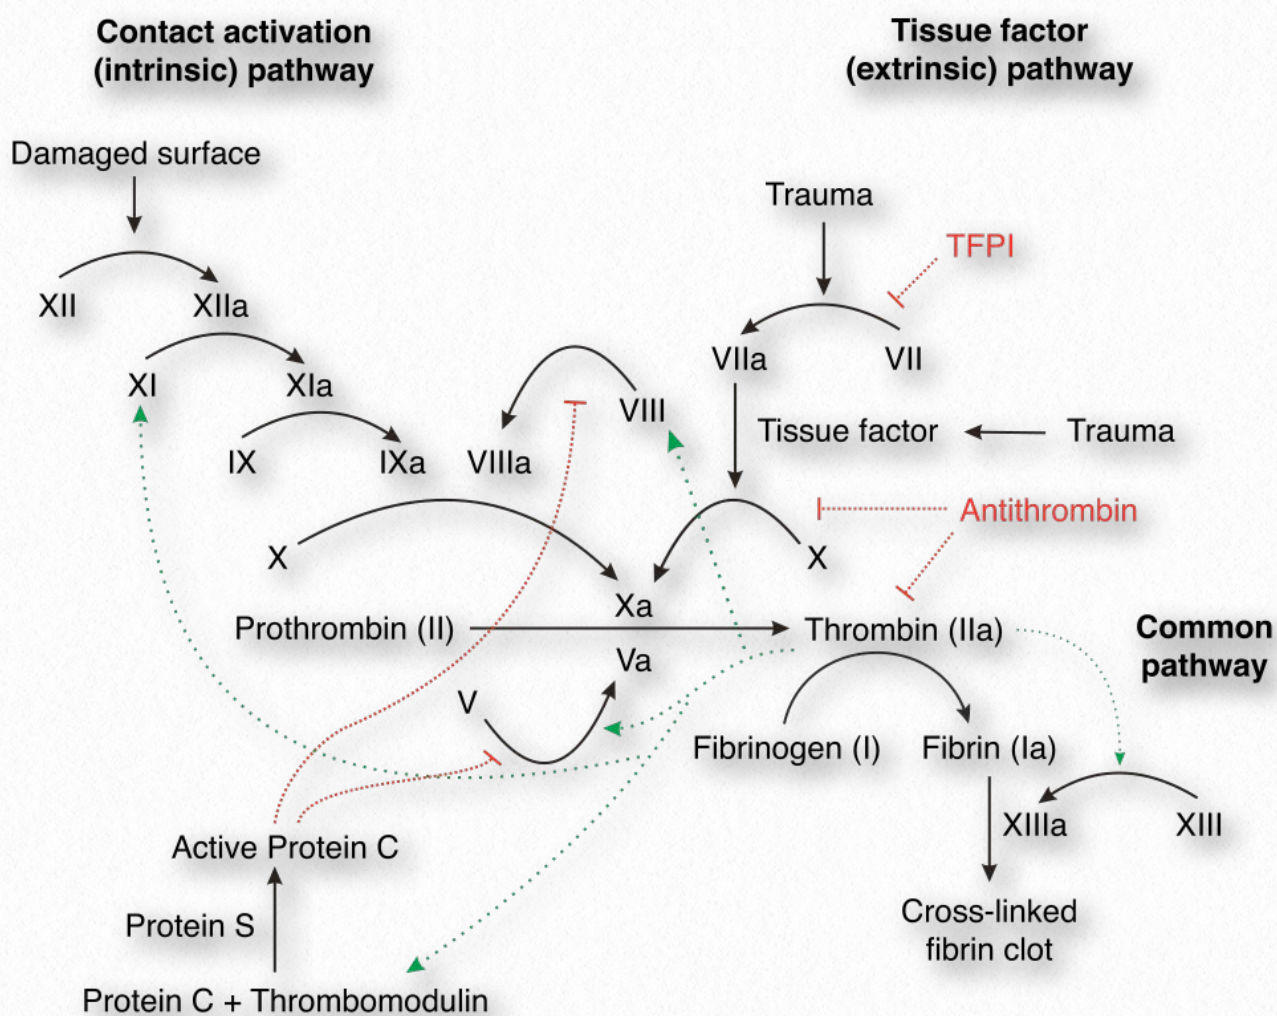 Contact activation
(intrinsic) pathway
Tissue factor
(extrinsic) pathway
Damaged surface
Trauma
TFPI
XII
XIIa
VIIa
VII
XI
XIa
VIII
Tissue factor
Trauma
IX
IXa
VIIIa
Antithrombin
X
X
Xa
Prothrombin (II)
Thrombin (IIa)
Common
pathway
Va
V
Fibrinogen (I)
Fibrin (Ia)
XIIIa
XIII
Active Protein C
Cross-linked
fibrin clot
Protein S
Protein C + Thrombomodulin